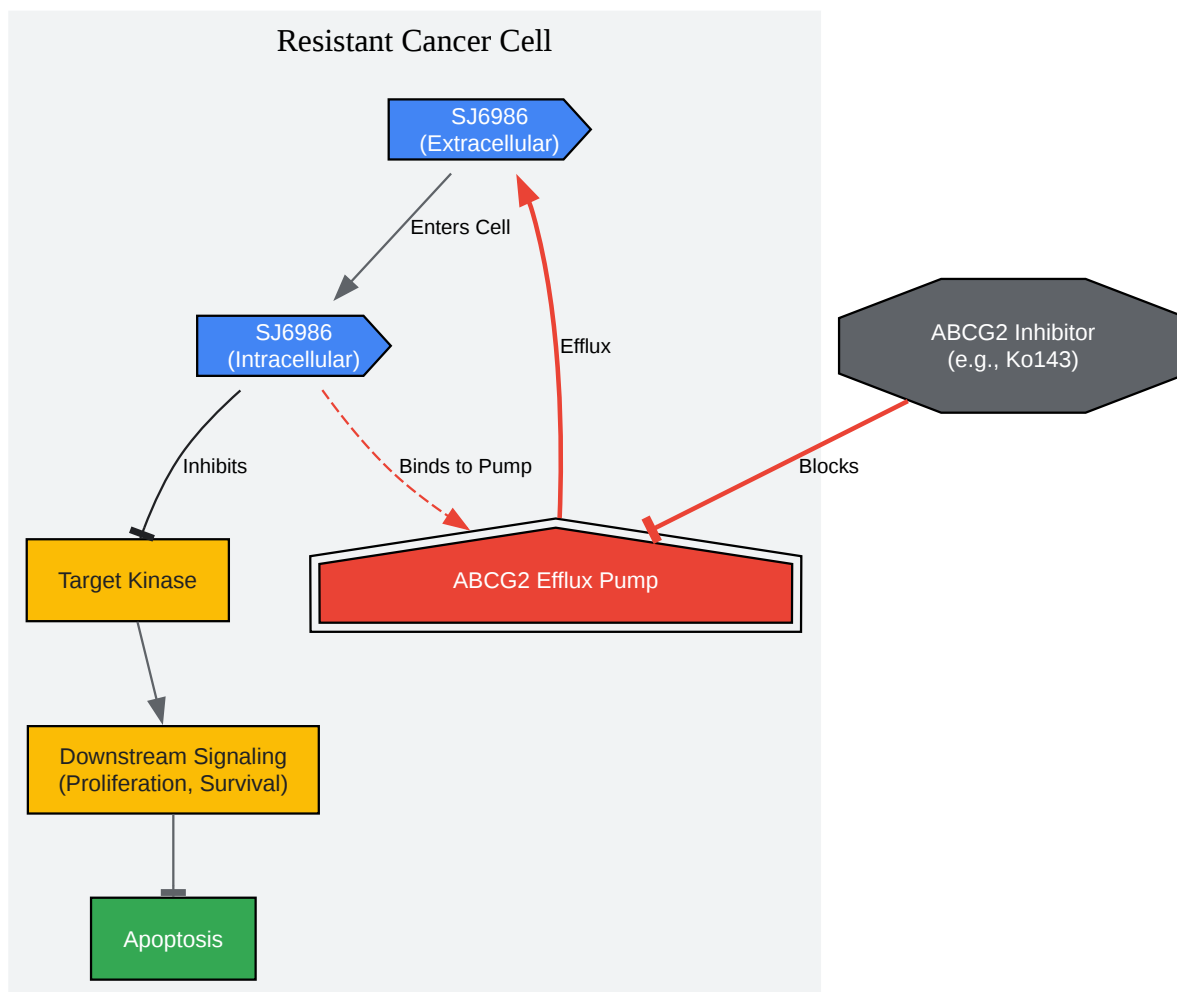 Resistant Cancer Cell
SJ6986
(Extracellular)
Enters Cell
SJ6986
(Intracellular)
Efflux
ABCG2 Inhibitor
(e.g., Ko143)
Inhibits
Binds to Pump
Blocks
Target Kinase
ABCG2 Efflux Pump
Downstream Signaling
(Proliferation, Survival)
Apoptosis